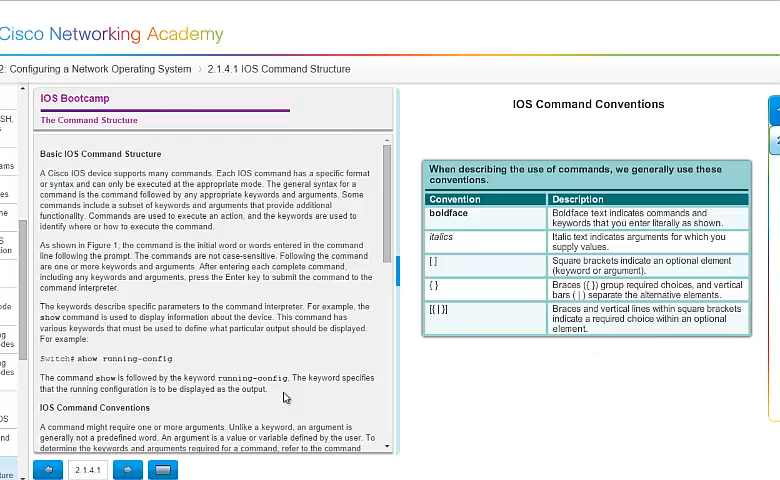 Cisco Networking Academy
2: Configuring a Network Operating System › 2.1.4.1 IOS Command Structure
IOS Bootcamp
The Command Structure
Basic IOS Command Structure
A Cisco IOS device supports many commands. Each IOS command has a specific format
or syntax and can only be executed at the appropriate mode. The general syntax for a
command is the command followed by any appropriate keywords and arguments. Some
commands include a subset of keywords and arguments that provide additional
functionality. Commands are used to execute an action, and the keywords are used to
identify where or how to execute the command.
As shown in Figure 1, the command is the initial word or words entered in the command
line following the prompt. The commands are not case-sensitive. Following the command
are one or more keywords and arguments. After entering each complete command,
including any keywords and arguments, press the Enter key to submit the command to the
command interpreter.
The keywords describe specific parameters to the command interpreter. For example, the
show command is used to display information about the device. This command has
various keywords that must be used to define what particular output should be displayed.
For example:
Switch# show running-config
The command show is followed by the keyword running-config. The keyword specifies
that the running configuration is to be displayed as the output.
IOS Command Conventions
A command might require one or more arguments. Unlike a keyword, an argument is
generally not a predefined word. An argument is a value or variable defined by the user. To
determine the keywords and arguments required for a command, refer to the command
2.1.4.1
IOS Command Conventions
When describing the use of commands, we generally use these
conventions.
Convention Description
boldface Boldface text indicates commands and
keywords that you enter literally as shown.
italics Italic text indicates arguments for which you
supply values.
[ ] Square brackets indicate an optional element
(keyword or argument).
{ } Braces ({ }) group required choices, and vertical
bars ( | ) separate the alternative elements.
[{ | }] Braces and vertical lines within square brackets
indicate a required choice within an optional
element.